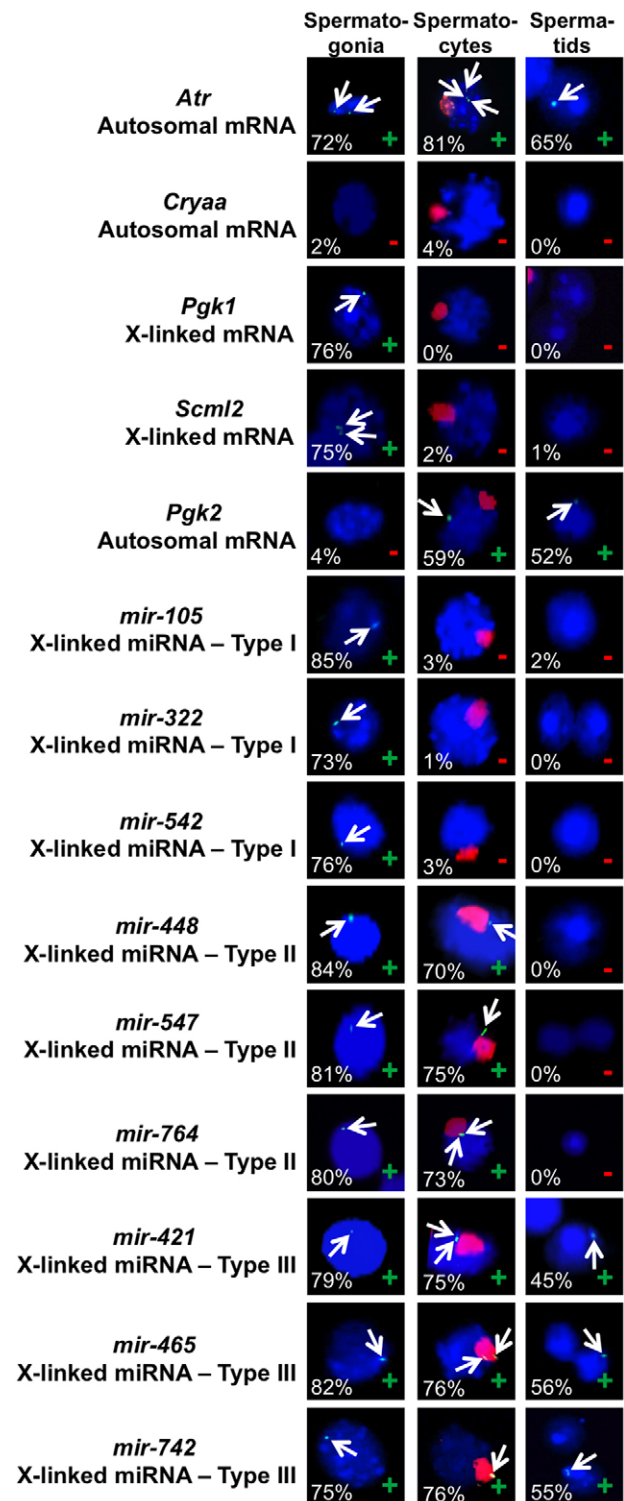 Spermato- Spermato- Sperma-
gonia cytes tids
Atr
Autosomal mRNA
72% + 81% + 65% +
Cryaa
Autosomal mRNA
2% - 4% - 0% -
Pgk1
X-linked mRNA
76% + 0% - 0% -
Scml2
X-linked mRNA
75% + 2% - 1% -
Pgk2
Autosomal mRNA
4% - 59% + 52% +
mir-105
X-linked miRNA – Type I
85% + 3% - 2% -
mir-322
X-linked miRNA – Type I
73% + 1% - 0% -
mir-542
X-linked miRNA – Type I
76% + 3% - 0% -
mir-448
X-linked miRNA – Type II
84% + 70% + 0% -
mir-547
X-linked miRNA – Type II
81% + 75% + 0% -
mir-764
X-linked miRNA – Type II
80% + 73% + 0% -
mir-421
X-linked miRNA – Type III
79% + 75% + 45% +
mir-465
X-linked miRNA – Type III
82% + 76% + 56% +
mir-742
X-linked miRNA – Type III
75% + 76% + 55% +